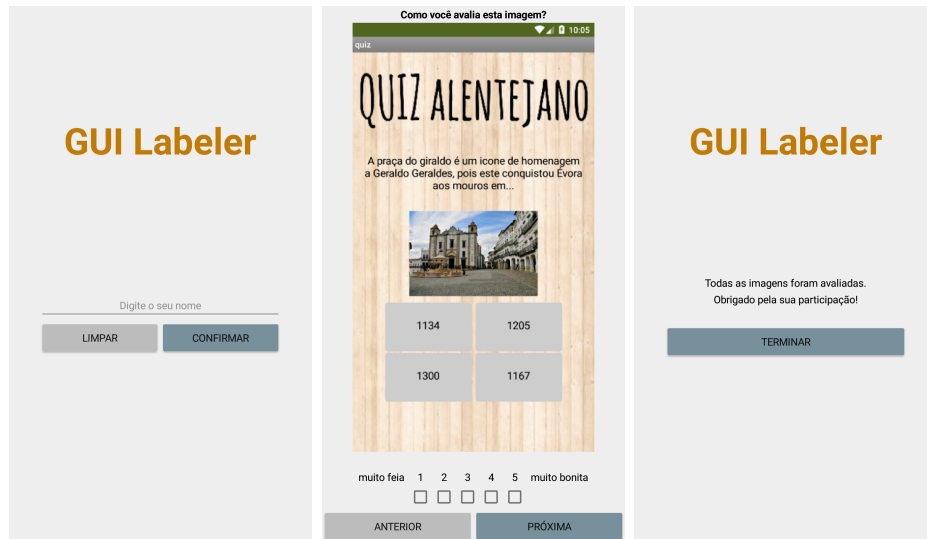 GUI Labeler
Digite o seu nome
LIMPAR CONFIRMAR
Como você avalia esta imagem?
10:05
quiz
QUIZ ALENTEJANO
A praça do giraldo é um icone de homenagem
a Geraldo Geraldes, pois este conquistou Évora
aos mouros em...
1134 1205
1300 1167
muito feia 1 2 3 4 5 muito bonita
ANTERIOR PRÓXIMA
GUI Labeler
Todas as imagens foram avaliadas.
Obrigado pela sua participação!
TERMINAR